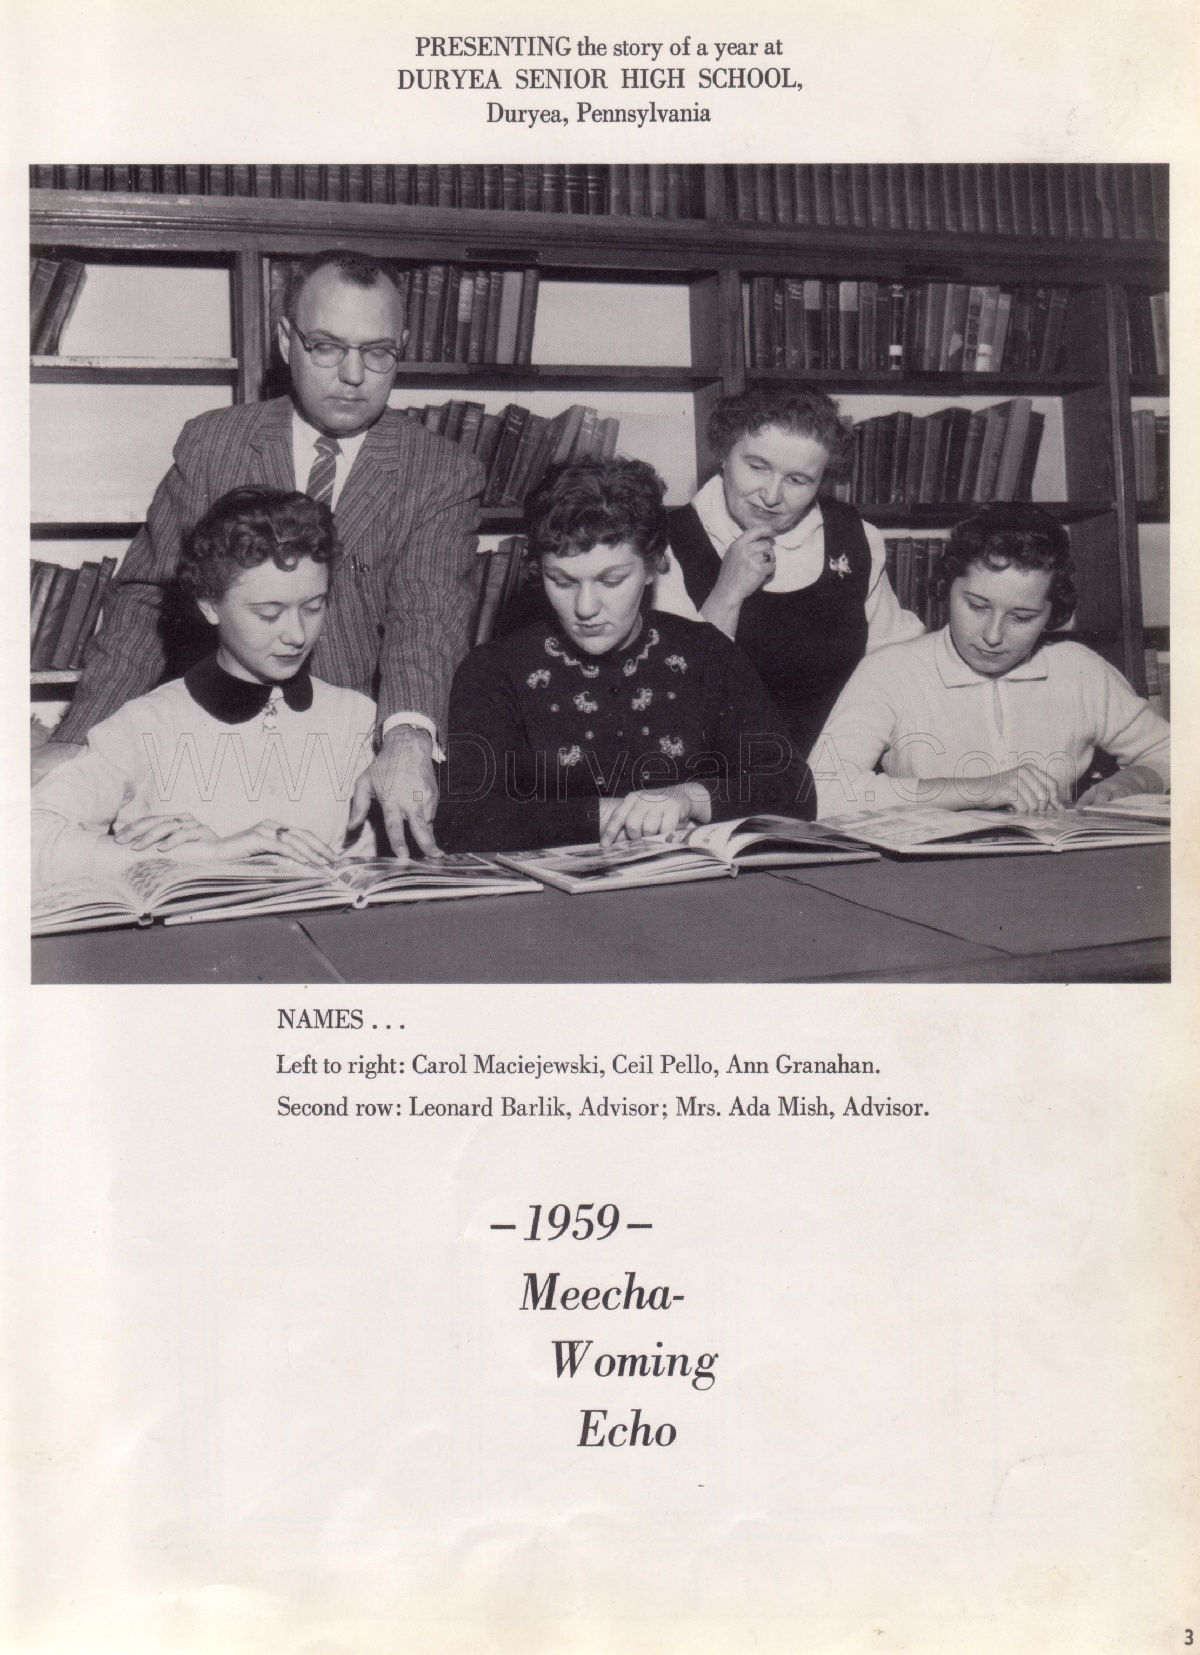 PRESENTING the story of a year at
DURYEA SENIOR HIGH SCHOOL,
Duryea, Pennsylvania
WWW.DuryeaPA.Com
NAMES . . .
Left to right: Carol Maciejewski, Ceil Pello, Ann Granahan.
Second row: Leonard Barlik, Advisor; Mrs. Ada Mish, Advisor.
– 1959 –
Meecha-
Woming
Echo
3